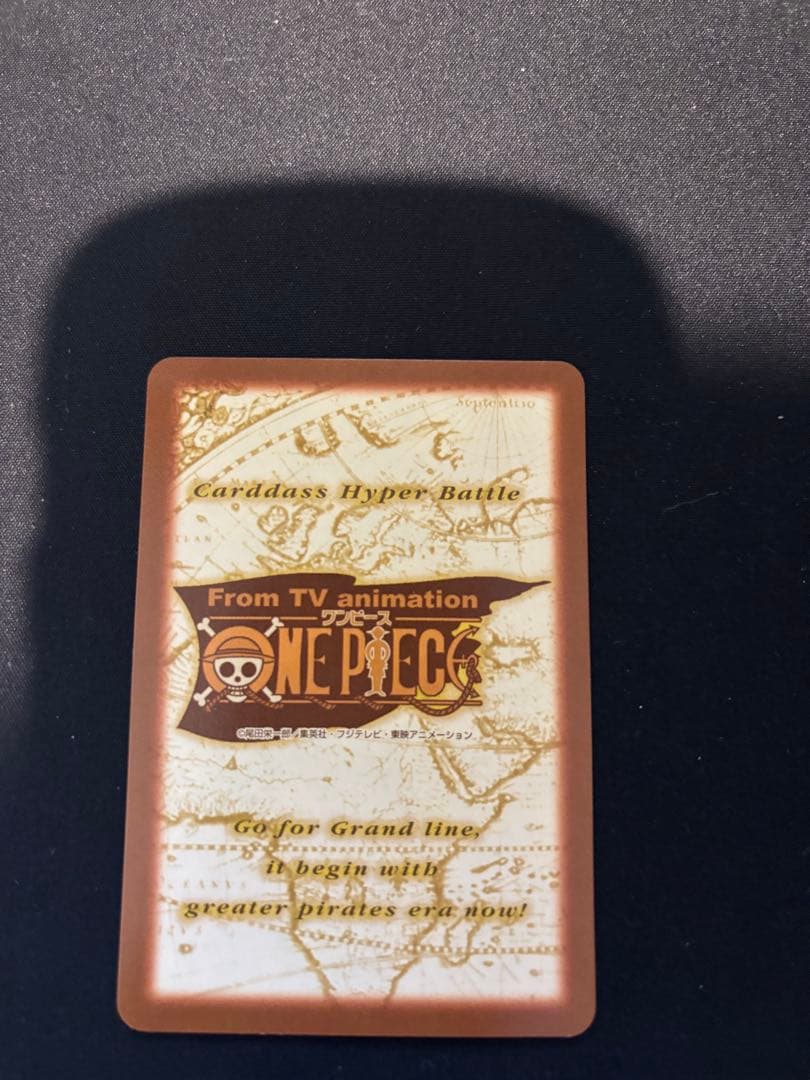 Septentrio
Carddass Hyper Battle
From TV animation
ワンピース
ONE PIECE
©尾田栄一郎／集英社・フジテレビ・東映アニメーション
Go for Grand line,
it begin with
greater pirates era now!